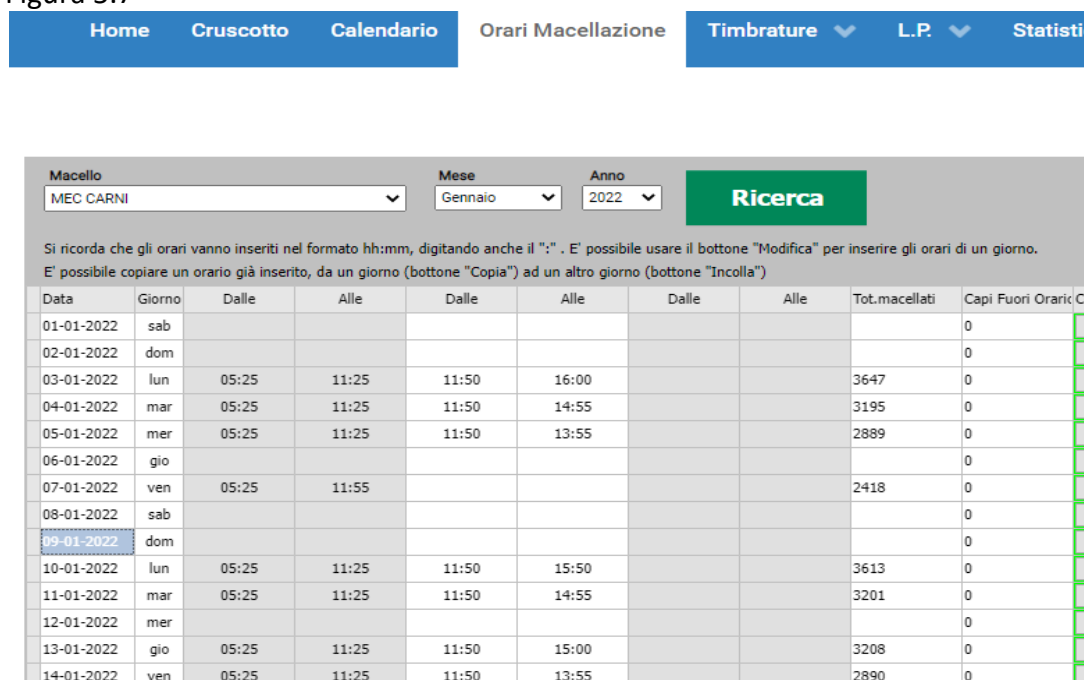 Home Cruscotto Calendario Orari Macellazione Timbrature L.P. Statisti
Macello Mese Anno
MEC CARNI Gennaio 2022 Ricerca
Si ricorda che gli orari vanno inseriti nel formato hh:mm, digitando anche il ":" . E' possibile usare il bottone "Modifica" per inserire gli orari di un giorno.
E' possibile copiare un orario già inserito, da un giorno (bottone "Copia") ad un altro giorno (bottone "Incolla")
Data Giorno Dalle Alle Dalle Alle Dalle Alle Tot.macellati Capi Fuori Orario C
01-01-2022 sab 0
02-01-2022 dom 0
03-01-2022 lun 05:25 11:25 11:50 16:00 3647 0
04-01-2022 mar 05:25 11:25 11:50 14:55 3195 0
05-01-2022 mer 05:25 11:25 11:50 13:55 2889 0
06-01-2022 gio 0
07-01-2022 ven 05:25 11:55 2418 0
08-01-2022 sab 0
09-01-2022 dom 0
10-01-2022 lun 05:25 11:25 11:50 15:50 3613 0
11-01-2022 mar 05:25 11:25 11:50 14:55 3201 0
12-01-2022 mer 0
13-01-2022 gio 05:25 11:25 11:50 15:00 3208 0
14-01-2022 ven 05:25 11:25 11:50 13:55 2890 0